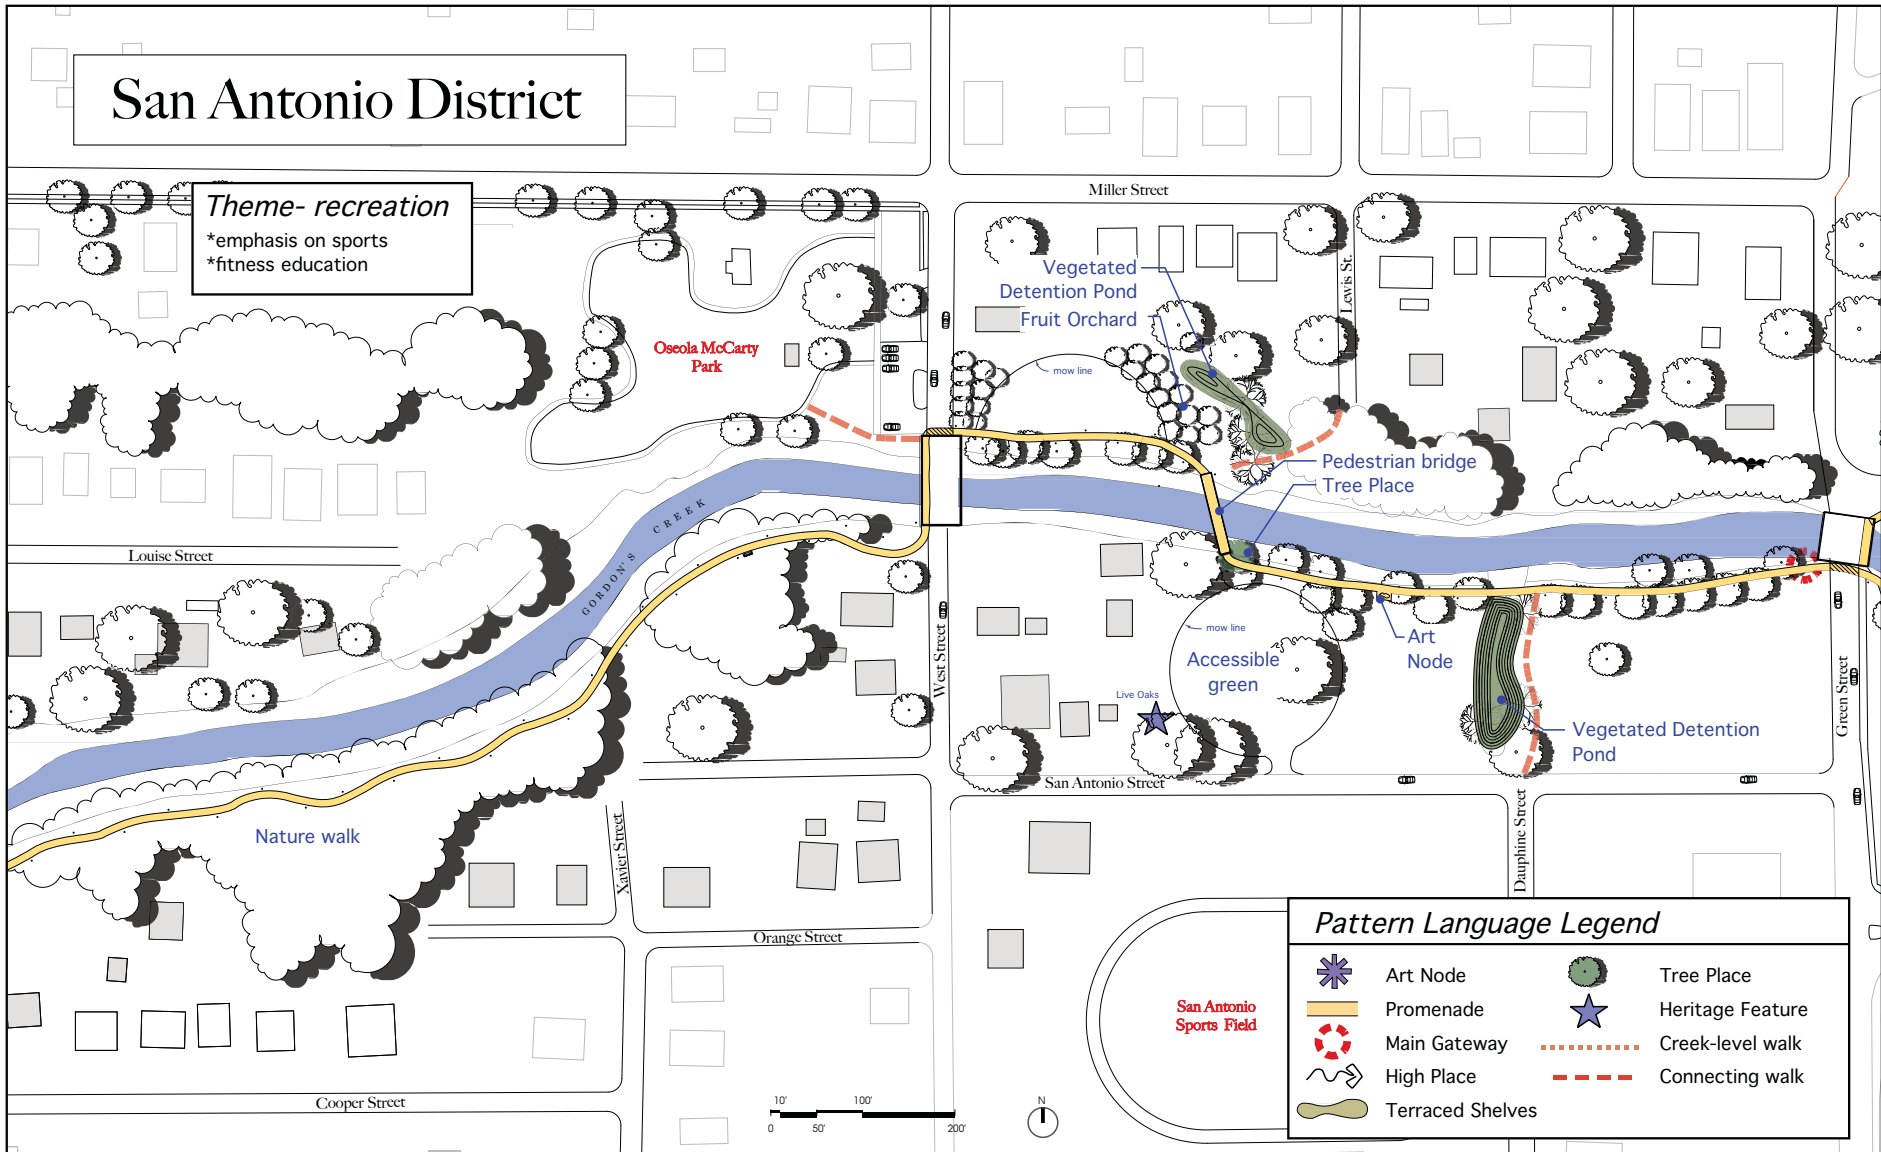 San Antonio District
Theme- recreation
*emphasis on sports
*fitness education
Miller Street
Lewis St.
Vegetated
Detention Pond
Fruit Orchard
mow line
Oseola McCarty
Park
Pedestrian bridge
Tree Place
Louise Street
GORDON'S CREEK
West Street
mow line
Accessible
green
Art
Node
Live Oaks
Vegetated Detention
Pond
Green Street
San Antonio Street
Nature walk
Xavier Street
Dauphine Street
Orange Street
San Antonio
Sports Field
Cooper Street
10'
100'
0
50'
200'
N
Pattern Language Legend
Art Node
Promenade
Main Gateway
High Place
Terraced Shelves
Tree Place
Heritage Feature
Creek-level walk
Connecting walk